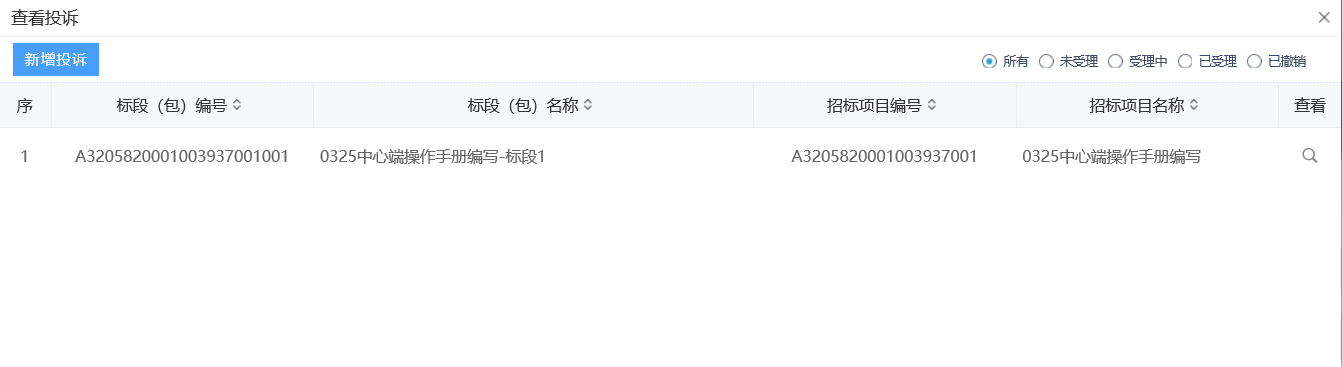 查看投诉
新增投诉 所有 未受理 受理中 已受理 已撤销
序 标段（包）编号 标段（包）名称 招标项目编号 招标项目名称 查看
1 A3205820001003937001001 0325中心端操作手册编写-标段1 A3205820001003937001 0325中心端操作手册编写